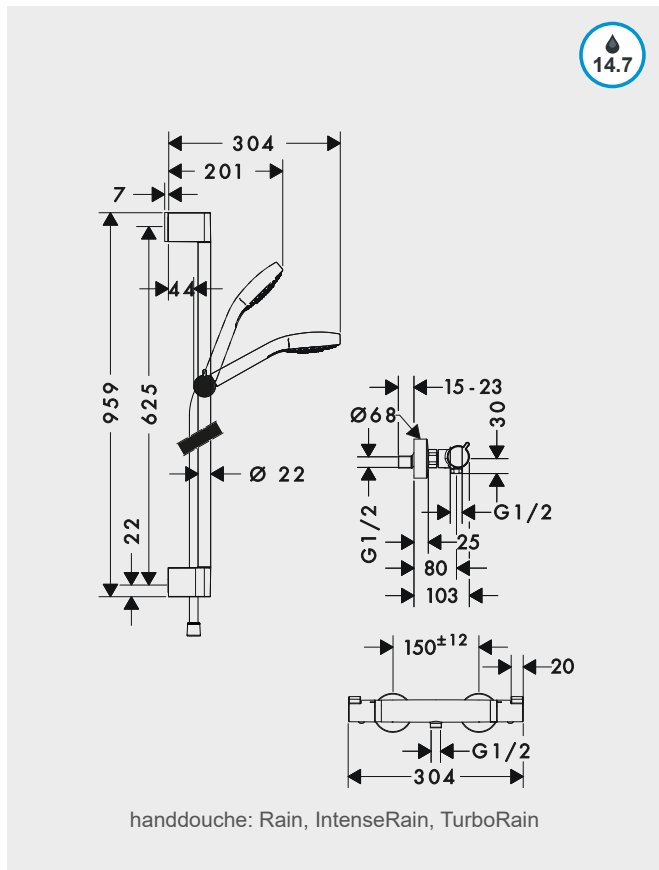 14.7
304
201
7
44
959
625
Ø 22
22
15-23
Ø68
30
G1/2
G1/2
25
80
103
150±12
20
G1/2
304
handdouche: Rain, IntenseRain, TurboRain